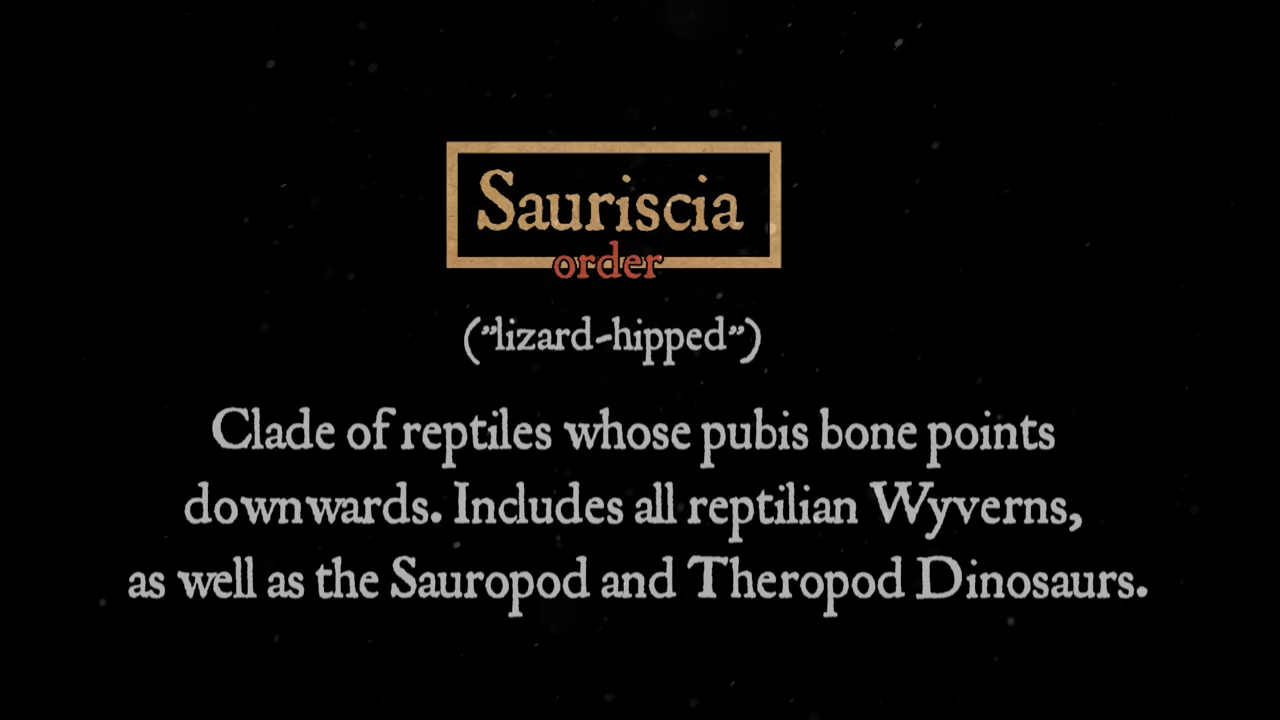 Sauriscia
order
(”lizard-hipped”)
Clade of reptiles whose pubis bone points
downwards. Includes all reptilian Wyverns,
as well as the Sauropod and Theropod Dinosaurs.